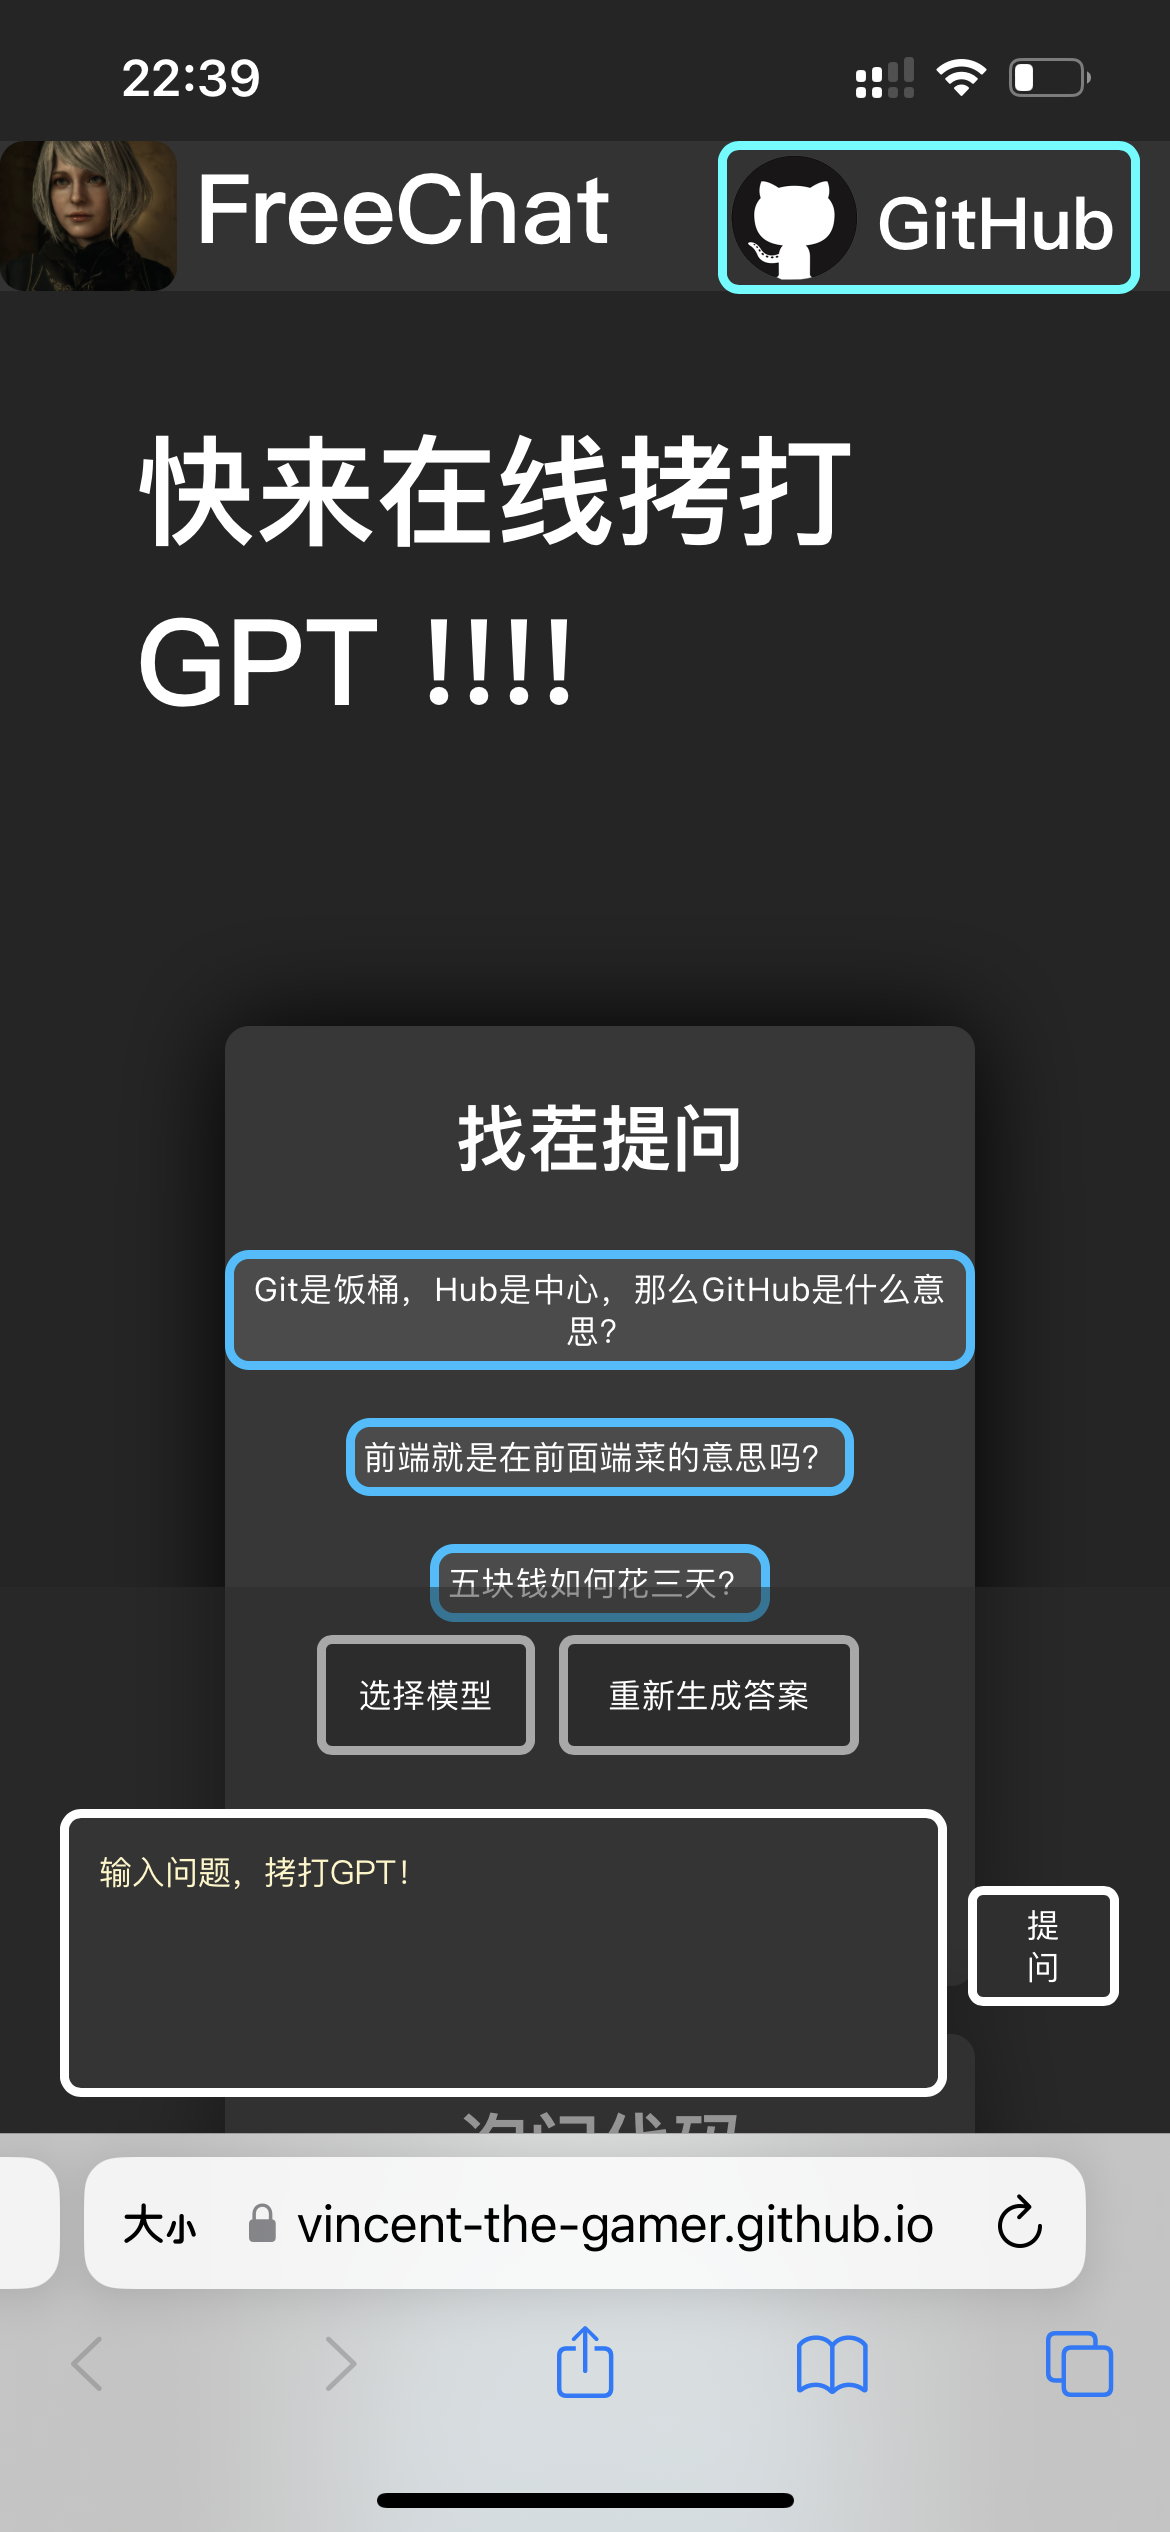 22:39
FreeChat
GitHub
快来在线拷打
GPT !!!!
找茬提问
Git是饭桶，Hub是中心，那么GitHub是什么意
思?
前端就是在前面端菜的意思吗?
五块钱如何花三天?
选择模型
重新生成答案
输入问题，拷打GPT!
提
问
询问代码
大小
vincent-the-gamer.github.io